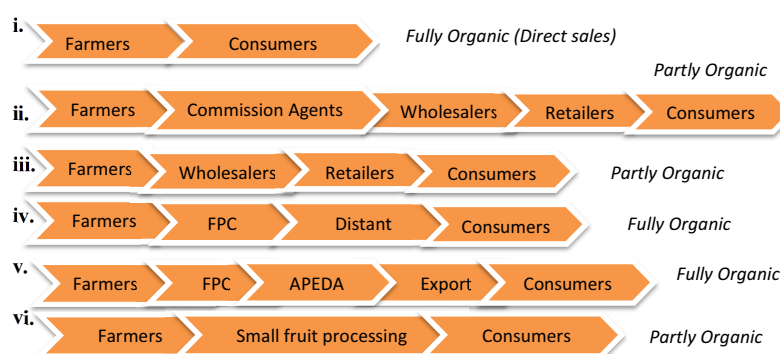 i. Farmers Consumers Fully Organic (Direct sales)
Partly Organic
ii. Farmers Commission Agents Wholesalers Retailers Consumers
iii. Farmers Wholesalers Retailers Consumers Partly Organic
iv. Farmers FPC Distant Consumers Fully Organic
v. Farmers FPC APEDA Export Consumers Fully Organic
vi. Farmers Small fruit processing Consumers Partly Organic